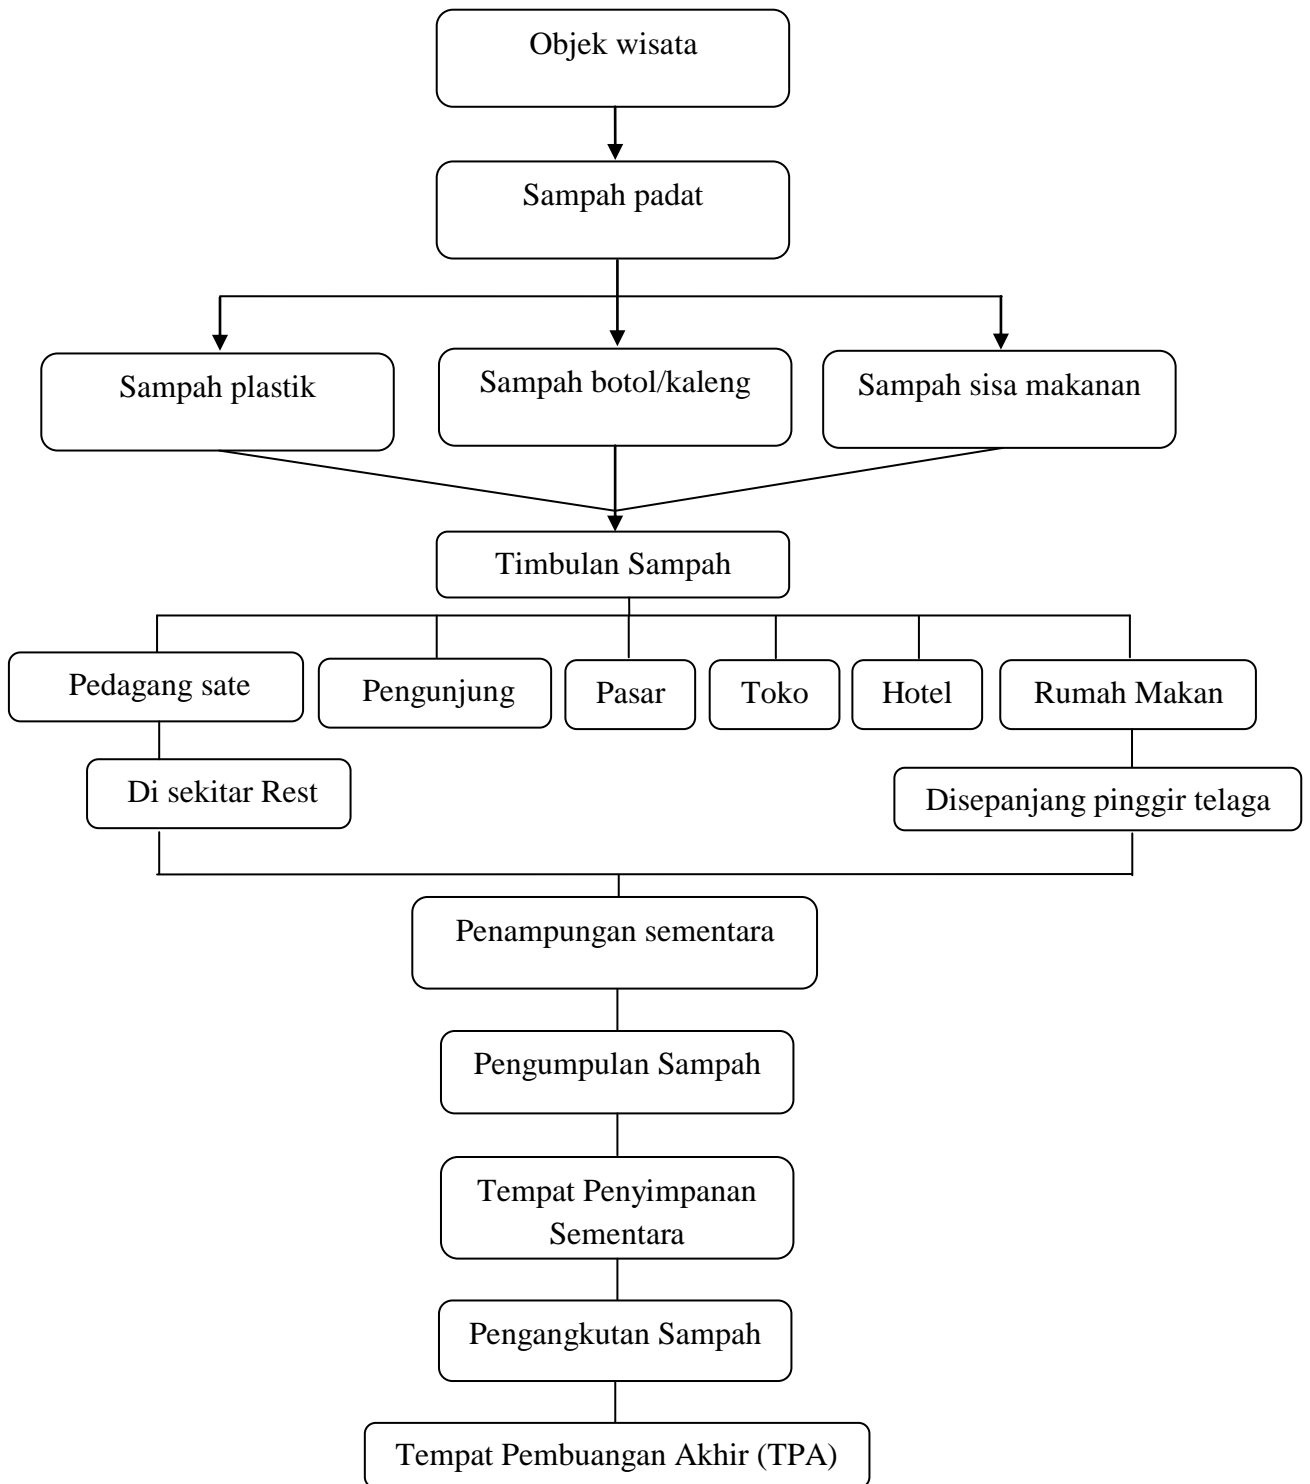 Objek wisata
Sampah padat
Sampah plastik
Sampah botol/kaleng
Sampah sisa makanan
Timbulan Sampah
Pedagang sate
Pengunjung
Pasar
Toko
Hotel
Rumah Makan
Di sekitar Rest
Disepanjang pinggir telaga
Penampungan sementara
Pengumpulan Sampah
Tempat Penyimpanan
Sementara
Pengangkutan Sampah
Tempat Pembuangan Akhir (TPA)